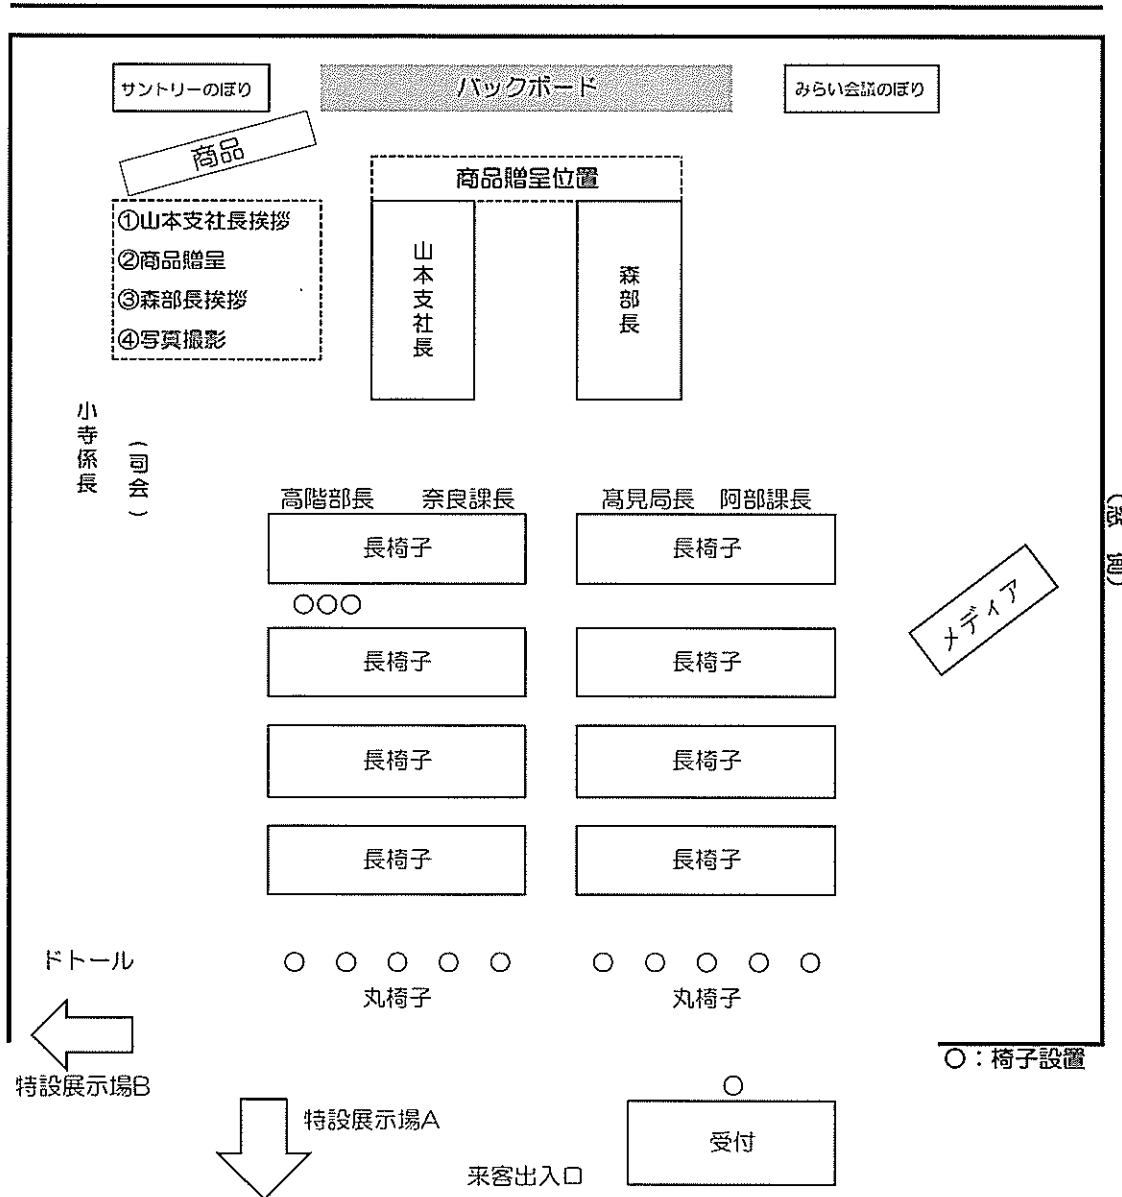 サントリーのぼり
バックボード
みらい会議のぼり
商品
商品贈呈位置
①山本支社長挨拶
②商品贈呈
③森部長挨拶
④写真撮影
山本支社長
森部長
小寺係長
(司会)
高階部長 奈良課長
髙見局長 阿部課長
長椅子 長椅子
○○○
メディア
長椅子 長椅子
長椅子 長椅子
長椅子 長椅子
ドトール
○ ○ ○ ○ ○ ○ ○ ○ ○ ○
丸椅子 丸椅子
○:椅子設置
特設展示場B
○
特設展示場A
受付
来客出入口